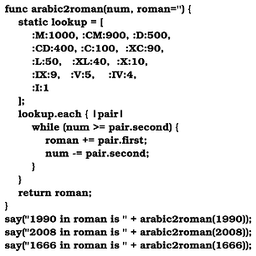 func arabic2roman(num, roman='') {
static lookup = [
:M:1000, :CM:900, :D:500,
:CD:400, :C:100, :XC:90,
:L:50, :XL:40, :X:10,
:IX:9, :V:5, :IV:4,
:I:1
];
lookup.each { |pair|
while (num >= pair.second) {
roman += pair.first;
num -= pair.second;
}
}
return roman;
}
say("1990 in roman is " + arabic2roman(1990));
say("2008 in roman is " + arabic2roman(2008));
say("1666 in roman is " + arabic2roman(1666));